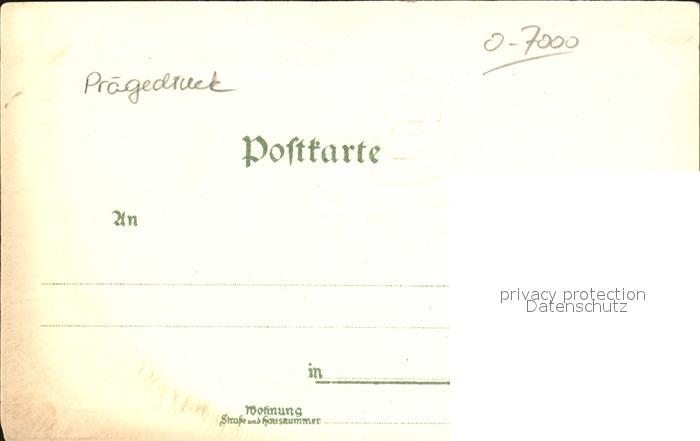 O-7000
Prägedruck
Postkarte
An
privacy protection
Datenschutz
in
Wohnung
Straße und Hausnummer